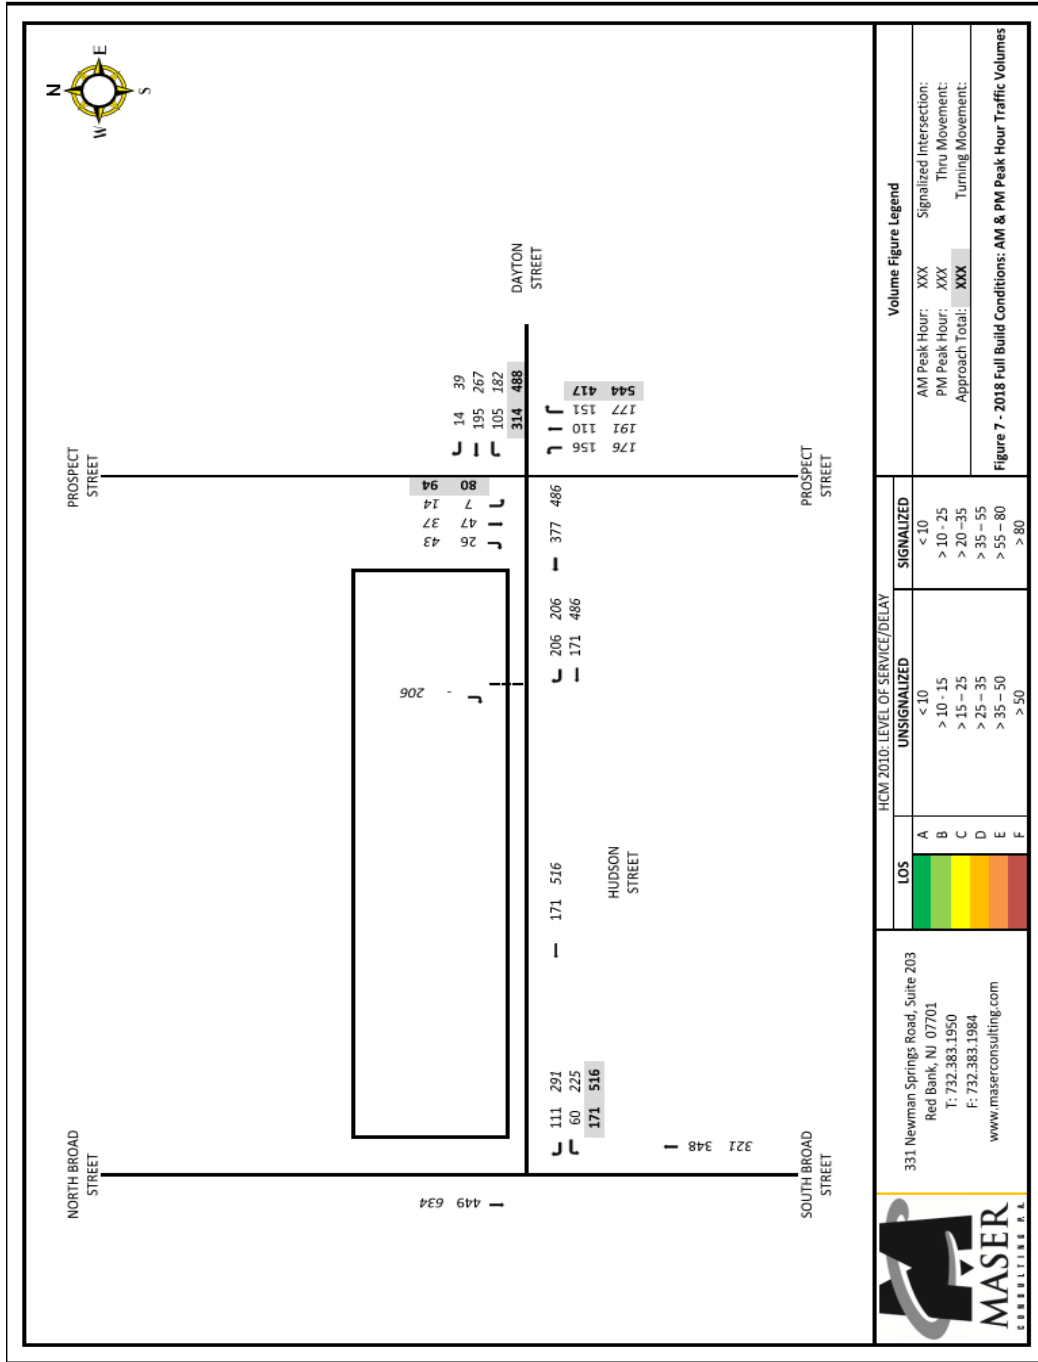 N
E
S
W
PROSPECT
STREET
NORTH BROAD
STREET
DAYTON
STREET
14 39
195 267
105 182
314 488
156 110 151 417
176 191 177 544
43 37 14 94
26 47 7 80
377 486
206 206
171 486
- 206
171 516
HUDSON
STREET
111 291
60 225
171 516
348
321
449 634
PROSPECT
STREET
SOUTH BROAD
STREET
MASER
CONSULTING P.A.
331 Newman Springs Road, Suite 203
Red Bank, NJ 07701
T: 732.383.1950
F: 732.383.1984
www.maserconsulting.com
HCM 2010: LEVEL OF SERVICE/DELAY
LOS UNSIGNALIZED SIGNALIZED
A < 10 < 10
B > 10 - 15 > 10 - 25
C > 15 – 25 > 20 –35
D > 25 – 35 > 35 – 55
E > 35 – 50 > 55 – 80
F > 50 > 80
Volume Figure Legend
AM Peak Hour: XXX Signalized Intersection:
PM Peak Hour: XXX Thru Movement:
Approach Total: XXX Turning Movement:
Figure 7 - 2018 Full Build Conditions: AM & PM Peak Hour Traffic Volumes